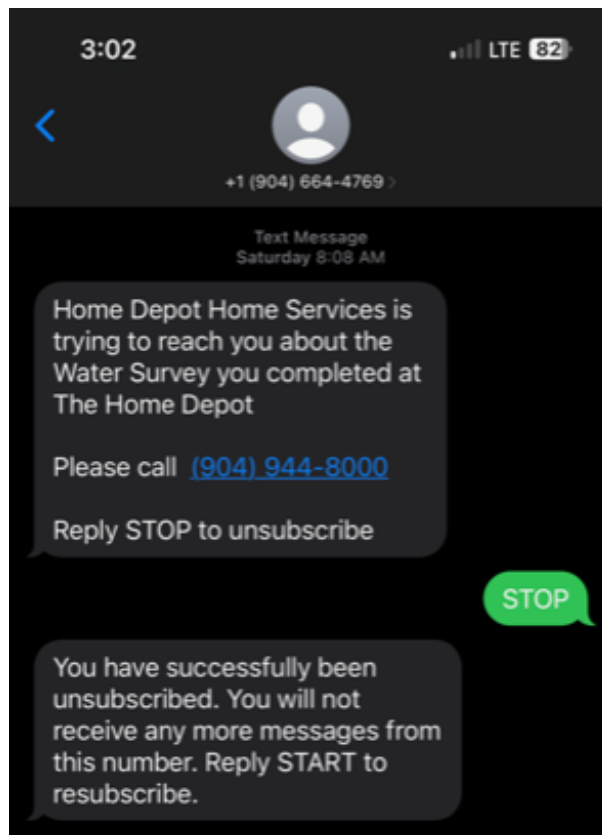 3:02
LTE 82
+1 (904) 664-4769
Text Message
Saturday 8:08 AM
Home Depot Home Services is
trying to reach you about the
Water Survey you completed at
The Home Depot
Please call (904) 944-8000
Reply STOP to unsubscribe
STOP
You have successfully been
unsubscribed. You will not
receive any more messages from
this number. Reply START to
resubscribe.